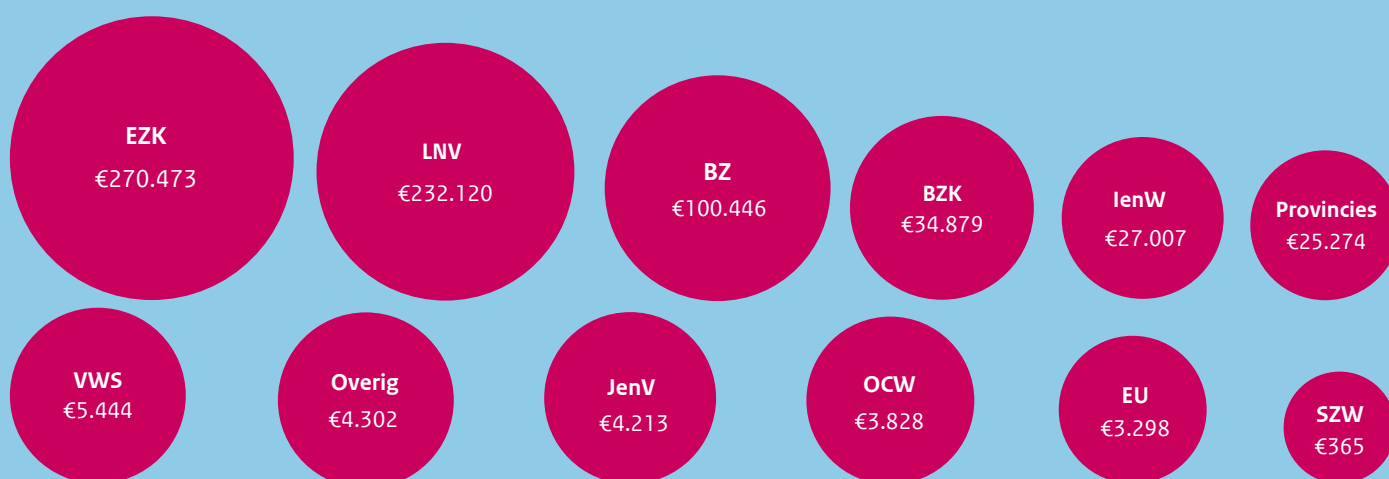 EZK
€270.473
LNV
€232.120
BZ
€100.446
BZK
€34.879
IenW
€27.007
Provincies
€25.274
VWS
€5.444
Overig
€4.302
JenV
€4.213
OCW
€3.828
EU
€3.298
SZW
€365